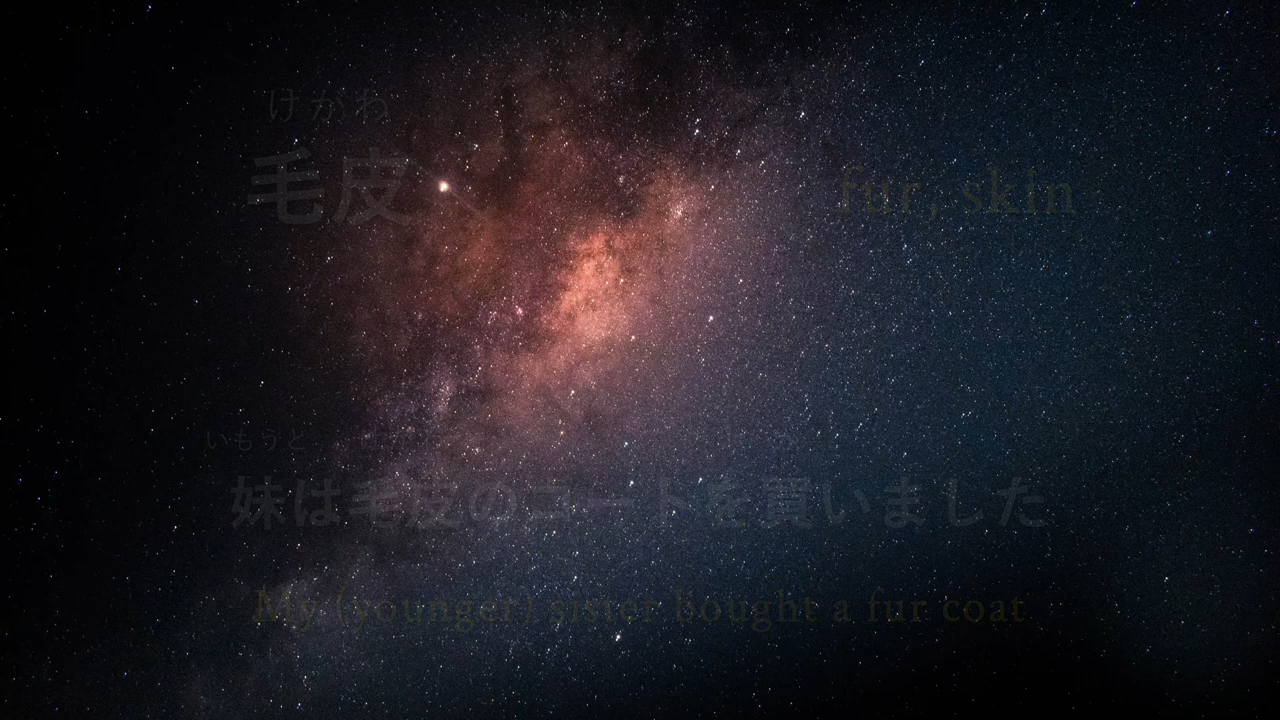 けがわ
毛皮
fur, skin
いもうと
妹は毛皮のコートを買いました
My (younger) sister bought a fur coat